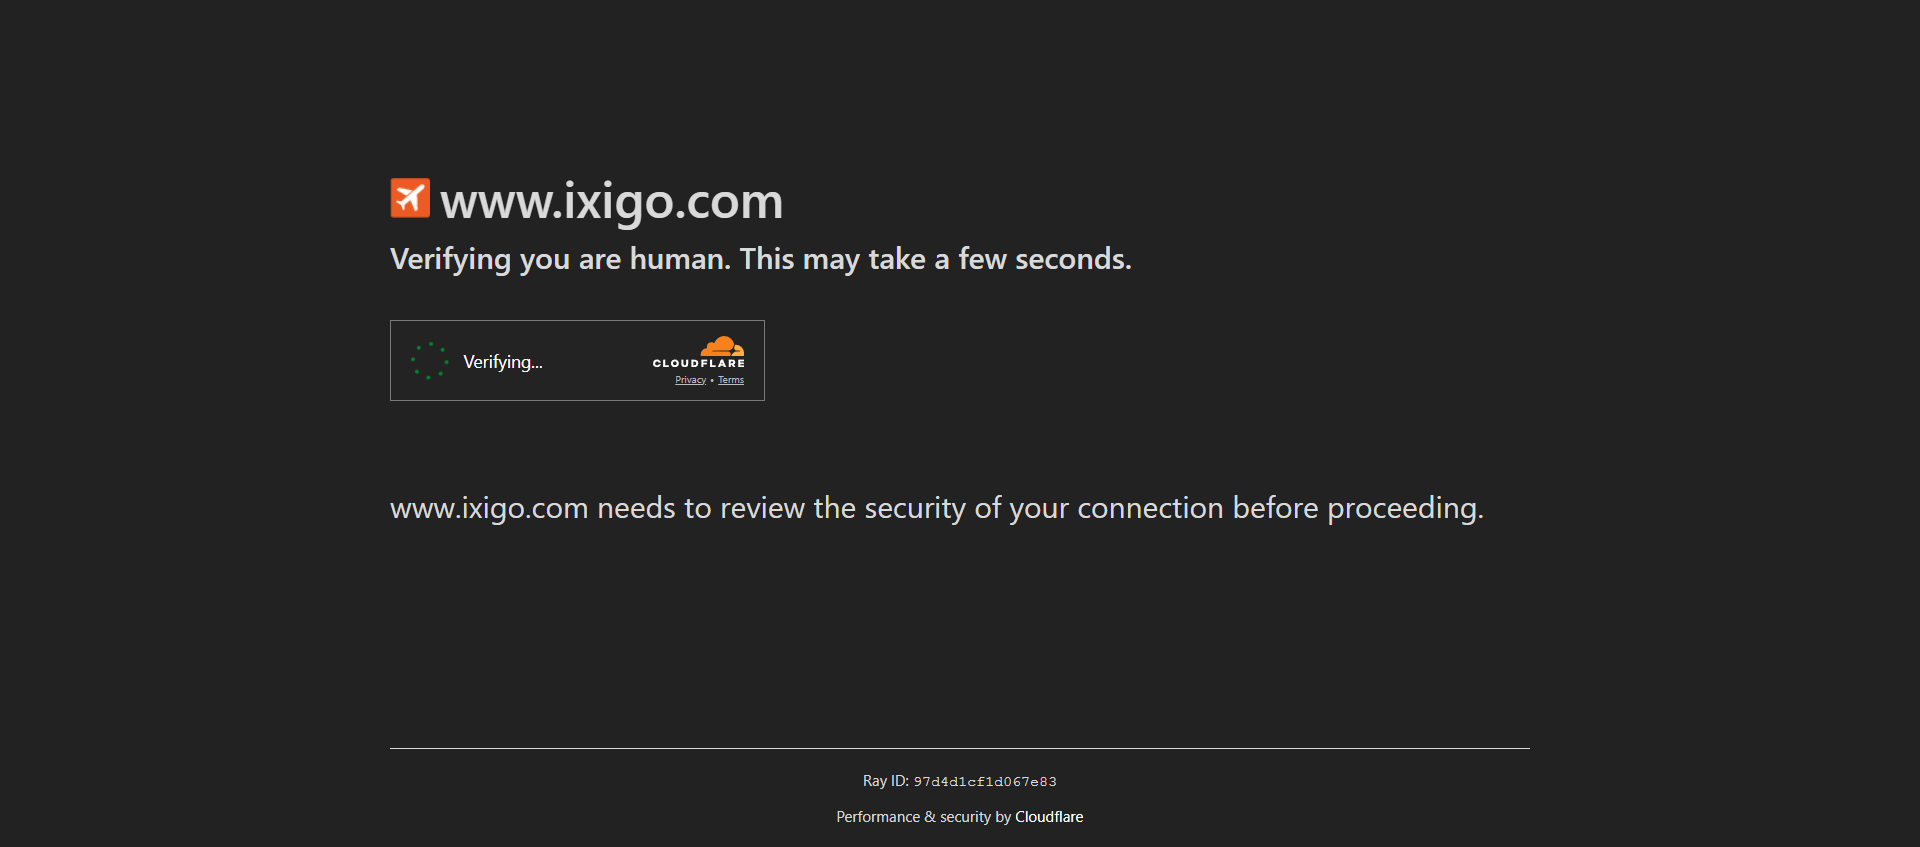 www.ixigo.com
Verifying you are human. This may take a few seconds.
Verifying...
CLOUDFLARE
Privacy • Terms
www.ixigo.com needs to review the security of your connection before proceeding.
Ray ID: 97d4d1cf1d067e83
Performance & security by Cloudflare